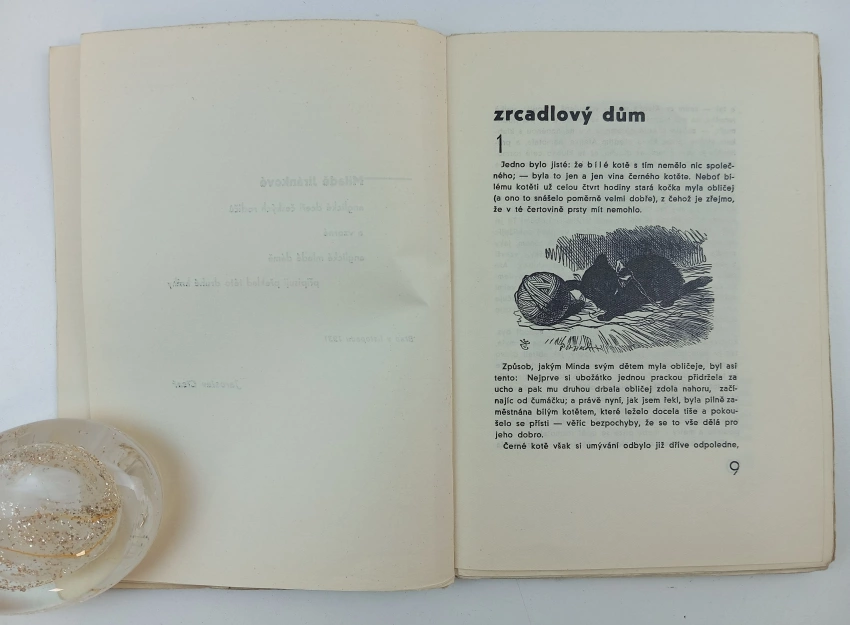 zrcadlový dům
1
Jedno bylo jisté: že bílé kotě s tím nemělo nic společ-
ného; — byla to jen a jen vina černého kotěte. Neboť bí-
lému kotěti už celou čtvrt hodiny stará kočka myla obličej
(a ono to snášelo poměrně velmi dobře), z čehož je zřejmo,
že v té čertovině prsty mít nemohlo.
Způsob, jakým Minda svým dětem myla obličeje, byl asi
tento: Nejprve si ubožátko jednou prackou přidržela za
ucho a pak mu druhou drbala obličej zdola nahoru, začí-
najíc od čumáčku; a právě nyní, jak jsem řekl, byla pilně za-
městnána bílým kotětem, které leželo docela tiše a pokou-
šelo se přísti — věříc bezpochyby, že se to vše dělá pro
jeho dobro.
Černé kotě však si umývání odbylo již dříve odpoledne,
9